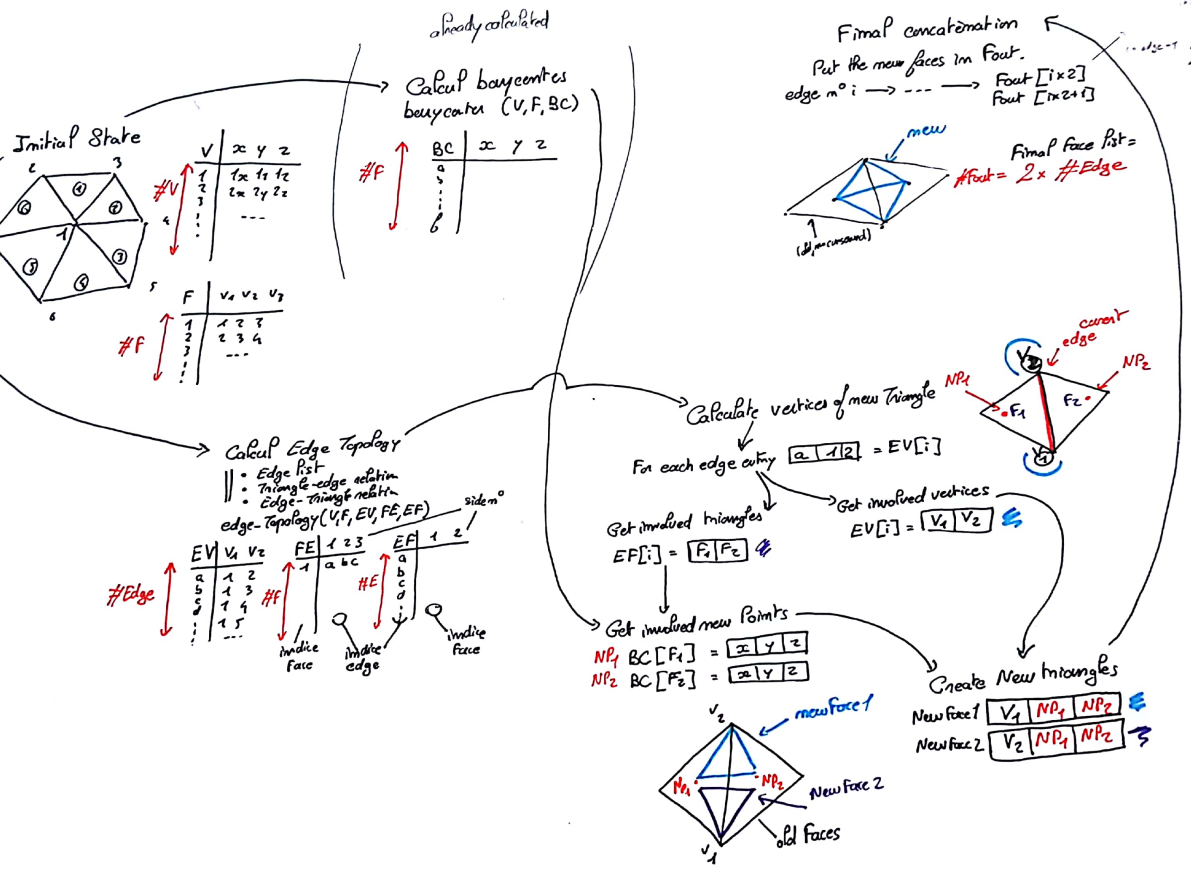 already calculated
Initial State
2
3
1
5
6
①
②
③
④
⑤
⑥
#V
V x y z
1 1x 1y 1z
2 2x 2y 2z
3
4
---
F V1 V2 V3
#F
1 1 2 3
2 2 3 4
3 ---
Calcul barycentres
barycenter (V,F,BC)
#F
BC x y z
a
b
Final concatenation
Put the new faces in Fout.
edge n° i → --- → Fout [i×2]
Fout [i×2+1]
new
Final face list =
#Fout = 2 × #Edge
Calcul Edge Topology
• Edge list
• Triangle-edge relation
• Edge-Triangle relation
edge-Topology(V,F,EV,FE,EF)
side n°
#Edge
EV V1 V2
a 1 2
b 1 3
c 1 4
d 1 5
---
#F
FE 1 2 3
1 a b c
#E
EF 1 2
a
b
c
d
indice face
indice edge
indice face
Calculate vertices of new Triangle
For each edge entry a 1 2 = EV[i]
Get involved triangles
EF[i] = F1 F2
Get involved vertices
EV[i] = V1 V2
NP1
current edge
NP2
V2
F1
F2
V1
Get involved new Points
NP1 BC[F1] = x y z
NP2 BC[F2] = x y z
Create New triangles
New face 1 V1 NP1 NP2
New face 2 V2 NP1 NP2
V2
new face 1
NP1
NP2
New face 2
old faces
V1